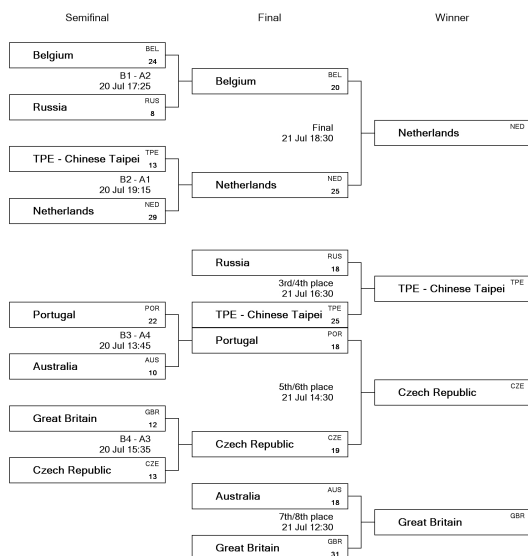 Semifinal Final Winner
Belgium BEL 24
B1 - A2
20 Jul 17:25
Russia RUS 8
Belgium BEL 20
Final
21 Jul 18:30
Netherlands NED
TPE - Chinese Taipei TPE 13
B2 - A1
20 Jul 19:15
Netherlands NED 29
Netherlands NED 25
Russia RUS 18
3rd/4th place
21 Jul 16:30
TPE - Chinese Taipei TPE
TPE - Chinese Taipei TPE 25
Portugal POR 22
B3 - A4
20 Jul 13:45
Australia AUS 10
Portugal POR 18
5th/6th place
21 Jul 14:30
Czech Republic CZE
Great Britain GBR 12
B4 - A3
20 Jul 15:35
Czech Republic CZE 13
Czech Republic CZE 19
Australia AUS 18
7th/8th place
21 Jul 12:30
Great Britain GBR
Great Britain GBR 31